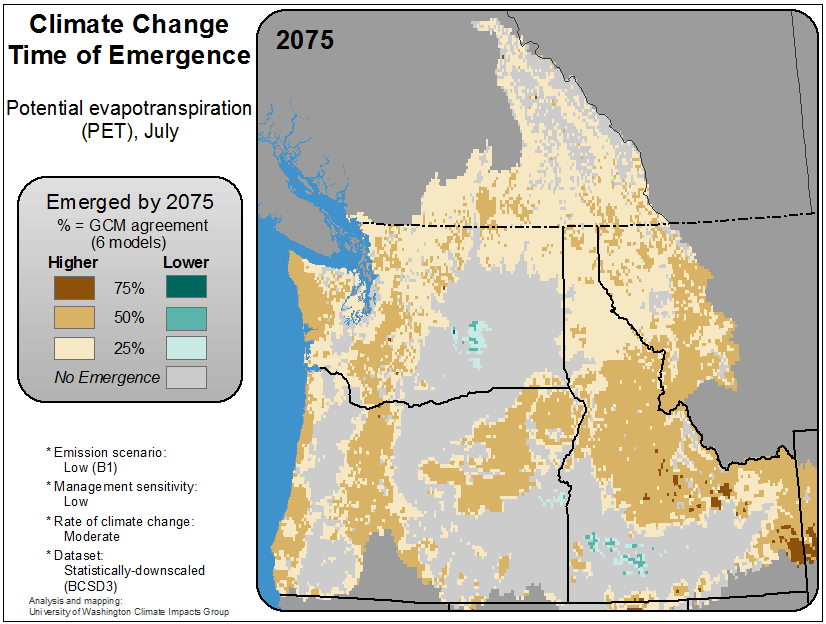 Climate Change
Time of Emergence
Potential evapotranspiration
(PET), July
Emerged by 2075
% = GCM agreement
(6 models)
Higher Lower
75%
50%
25%
No Emergence
* Emission scenario:
Low (B1)
* Management sensitivity:
Low
* Rate of climate change:
Moderate
* Dataset:
Statistically-downscaled
(BCSD3)
Analysis and mapping:
University of Washington Climate Impacts Group
2075